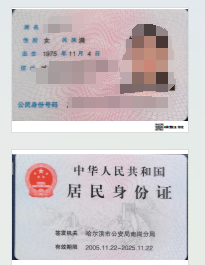 姓名
性别 女 民族 满
出生 1975 年 11 月 4 日
住址
公民身份号码
中华人民共和国
居民身份证
签发机关 哈尔滨市公安局南岗分局
有效期限 2005.11.22-2025.11.22